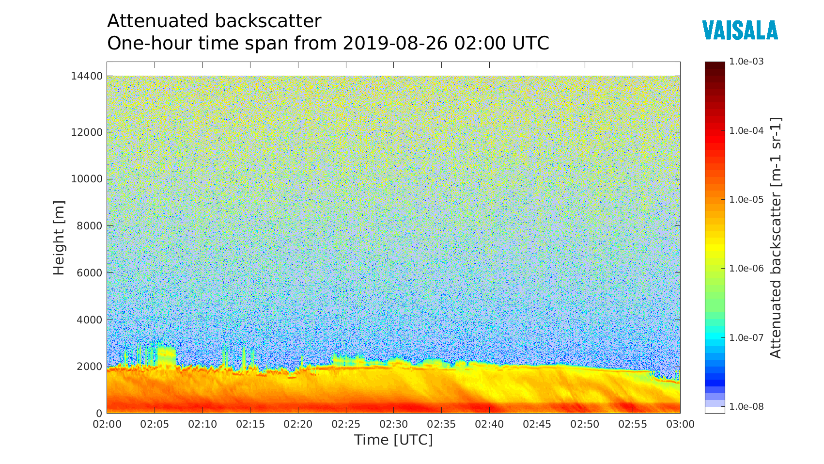 Attenuated backscatter
One-hour time span from 2019-08-26 02:00 UTC
VAISALA
14400
12000
10000
8000
6000
4000
2000
0
Height [m]
02:00 02:05 02:10 02:15 02:20 02:25 02:30 02:35 02:40 02:45 02:50 02:55 03:00
Time [UTC]
1.0e-03
1.0e-04
1.0e-05
1.0e-06
1.0e-07
1.0e-08
Attenuated backscatter [m-1 sr-1]